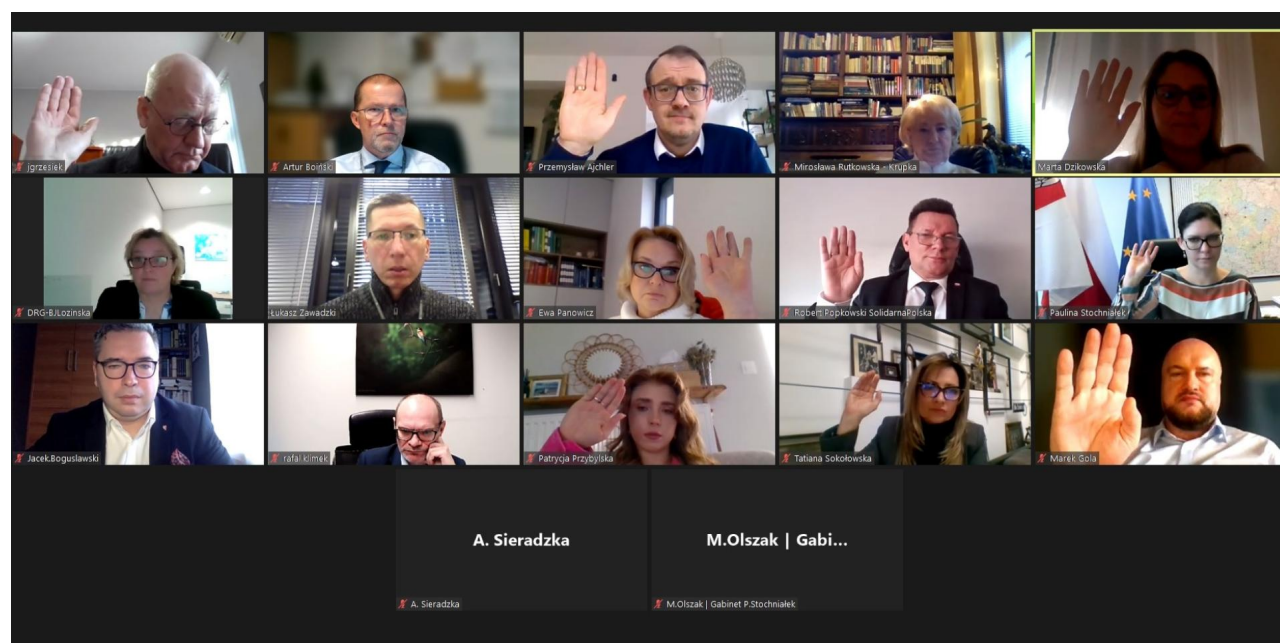 jgrzesiek
Artur Boiński
Przemysław Ajchler
Mirosława Rutkowska - Krupka
Marta Dzikowska
DRG-BJLozinska
Łukasz Zawadzki
Ewa Panowicz
Robert Popkowski SolidarnaPolska
Paulina Stochniałek
Jacek.Boguslawski
rafal.klimek
Patrycja Przybylska
Tatiana Sokołowska
Marek Gola
A. Sieradzka
M.Olszak | Gabi...
A. Sieradzka
M.Olszak | Gabinet P.Stochniałek